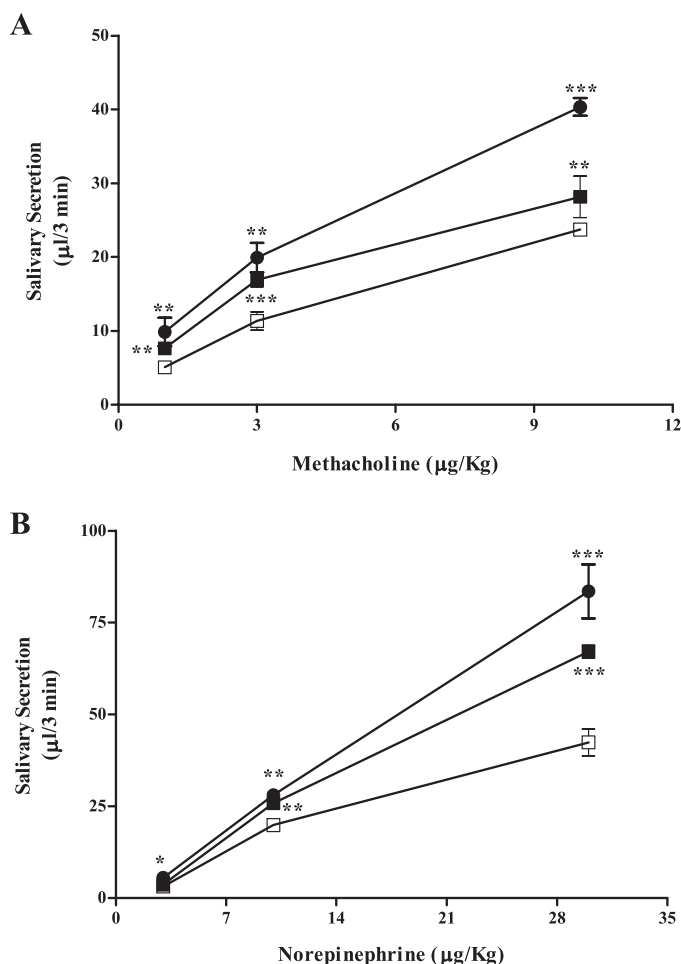 A
50
40
30
20
10
0
Salivary Secretion
(μl/3 min)
***
**
**
**
***
**
0 3 6 9 12
Methacholine (μg/Kg)
B
100
75
50
25
0
Salivary Secretion
(μl/3 min)
***
***
**
**
*
0 7 14 21 28 35
Norepinephrine (μg/Kg)